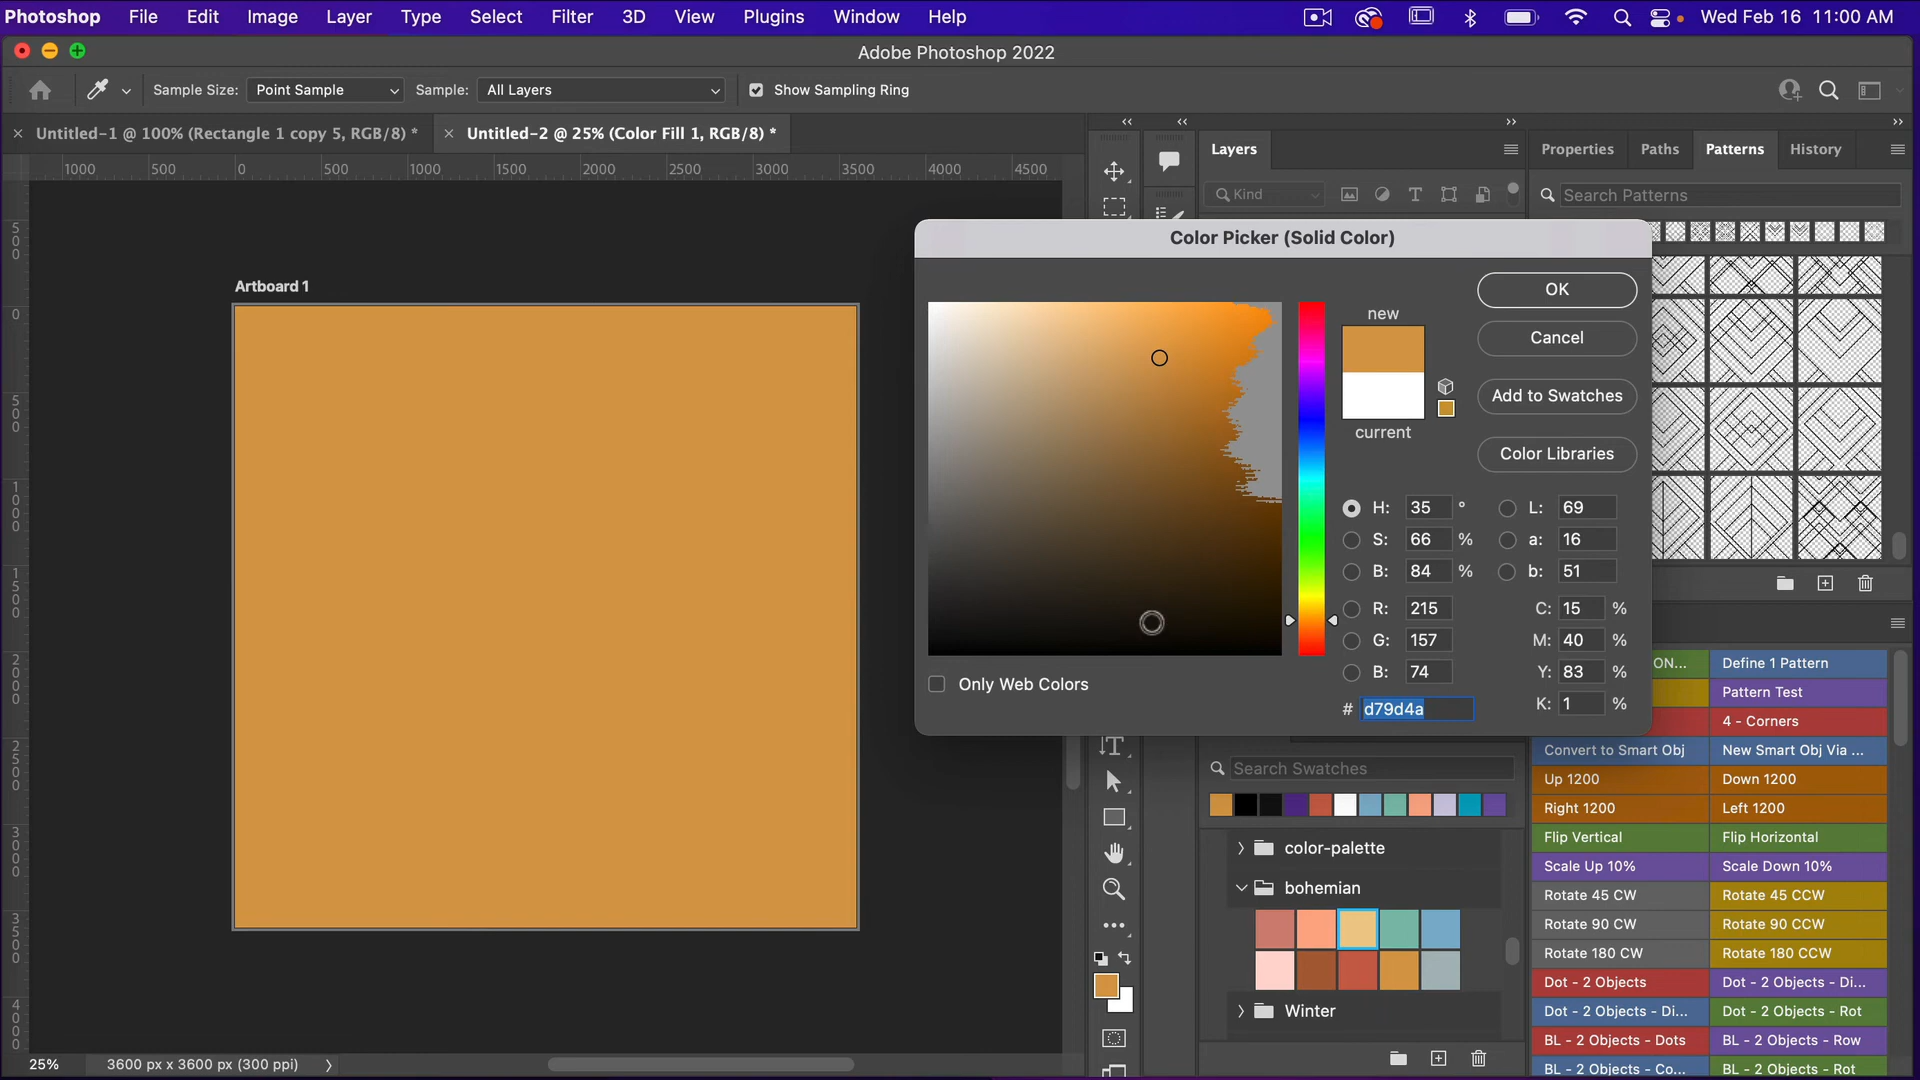 Photoshop File Edit Image Layer Type Select Filter 3D View Plugins Window Help Wed Feb 16 11:00 AM
Adobe Photoshop 2022
Sample Size: Point Sample Sample: All Layers Show Sampling Ring
Untitled-1 @ 100% (Rectangle 1 copy 5, RGB/8) * Untitled-2 @ 25% (Color Fill 1, RGB/8) *
Layers Properties Paths Patterns History
1000 500 0 500 1000 1500 2000 2500 3000 3500 4000 4500
Kind Search Patterns
500
0
500
1000
1500
2000
2500
3000
3500
4000
Artboard 1
Color Picker (Solid Color)
new
current
OK
Cancel
Add to Swatches
Color Libraries
H: 35 ° L: 69
S: 66 % a: 16
B: 84 % b: 51
R: 215 C: 15 %
G: 157 M: 40 %
B: 74 Y: 83 %
# d79d4a K: 1 %
Only Web Colors
Search Swatches
color-palette
bohemian
Winter
ON... Define 1 Pattern
Pattern Test
4 - Corners
Convert to Smart Obj New Smart Obj Via ...
Up 1200 Down 1200
Right 1200 Left 1200
Flip Vertical Flip Horizontal
Scale Up 10% Scale Down 10%
Rotate 45 CW Rotate 45 CCW
Rotate 90 CW Rotate 90 CCW
Rotate 180 CW Rotate 180 CCW
Dot - 2 Objects Dot - 2 Objects - Di...
Dot - 2 Objects - Di... Dot - 2 Objects - Rot
BL - 2 Objects - Dots BL - 2 Objects - Row
BL - 2 Objects - Co... BL - 2 Objects - Rot
25% 3600 px x 3600 px (300 ppi)